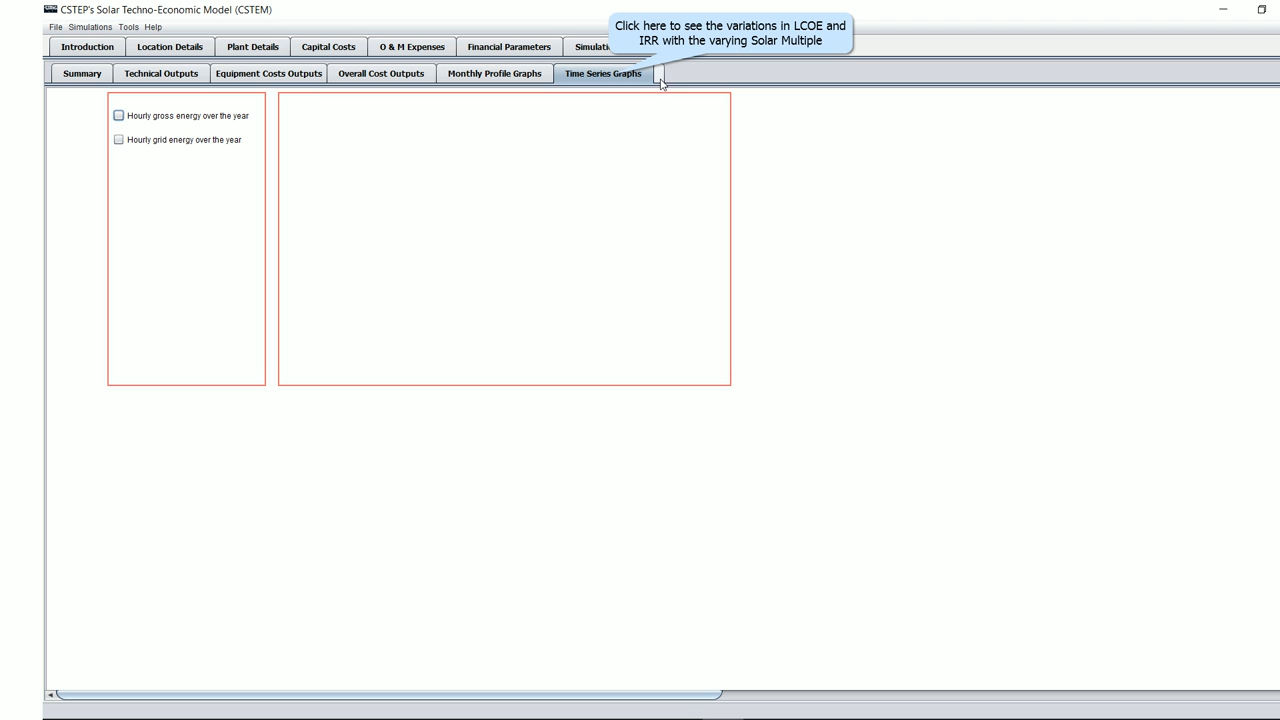 CSTEP's Solar Techno-Economic Model (CSTEM)
File Simulations Tools Help
Click here to see the variations in LCOE and
IRR with the varying Solar Multiple
Introduction Location Details Plant Details Capital Costs O & M Expenses Financial Parameters
Summary Technical Outputs Equipment Costs Outputs Overall Cost Outputs Monthly Profile Graphs Time Series Graphs
Hourly gross energy over the year
Hourly grid energy over the year